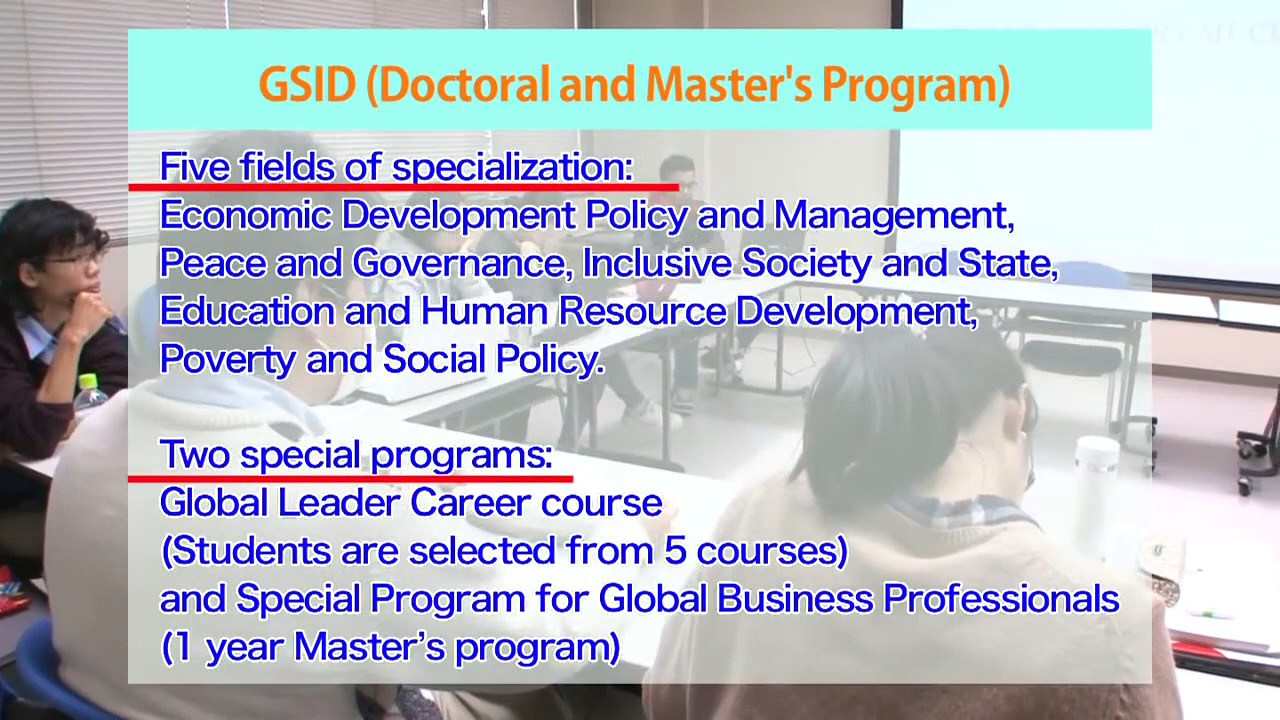 GSID (Doctoral and Master's Program)
Five fields of specialization:
Economic Development Policy and Management,
Peace and Governance, Inclusive Society and State,
Education and Human Resource Development,
Poverty and Social Policy.
Two special programs:
Global Leader Career course
(Students are selected from 5 courses)
and Special Program for Global Business Professionals
(1 year Master’s program)